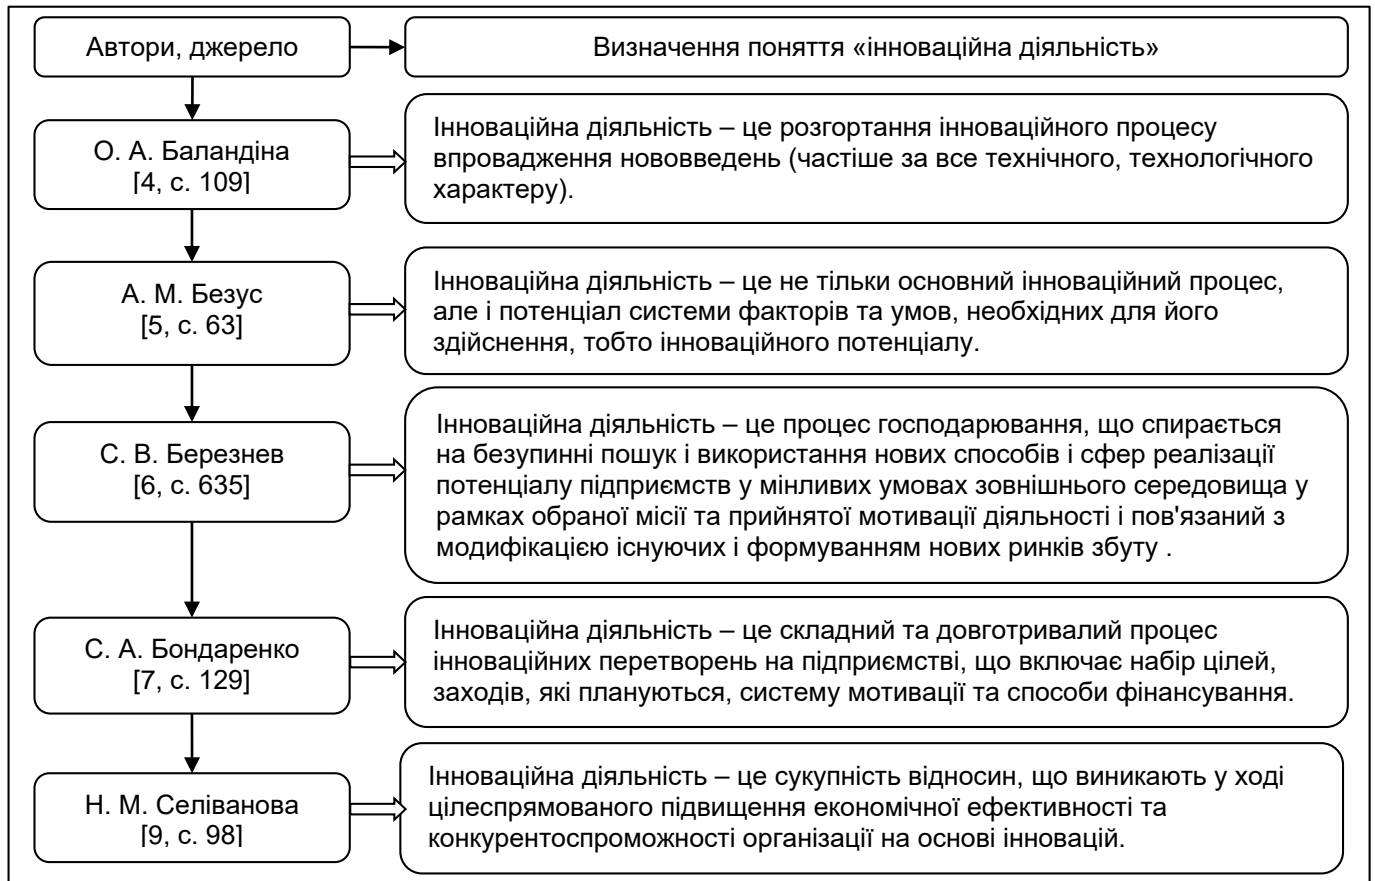 Автори, джерело
Визначення поняття «інноваційна діяльність»
О. А. Баландіна
[4, с. 109]
Інноваційна діяльність – це розгортання інноваційного процесу
впровадження нововведень (частіше за все технічного, технологічного
характеру).
А. М. Безус
[5, с. 63]
Інноваційна діяльність – це не тільки основний інноваційний процес,
але і потенціал системи факторів та умов, необхідних для його
здійснення, тобто інноваційного потенціалу.
С. В. Березнев
[6, с. 635]
Інноваційна діяльність – це процес господарювання, що спирається
на безупинні пошук і використання нових способів і сфер реалізації
потенціалу підприємств у мінливих умовах зовнішнього середовища у
рамках обраної місії та прийнятої мотивації діяльності і пов'язаний з
модифікацією існуючих і формуванням нових ринків збуту .
С. А. Бондаренко
[7, с. 129]
Інноваційна діяльність – це складний та довготривалий процес
інноваційних перетворень на підприємстві, що включає набір цілей,
заходів, які плануються, систему мотивації та способи фінансування.
Н. М. Селіванова
[9, с. 98]
Інноваційна діяльність – це сукупність відносин, що виникають у ході
цілеспрямованого підвищення економічної ефективності та
конкурентоспроможності організації на основі інновацій.